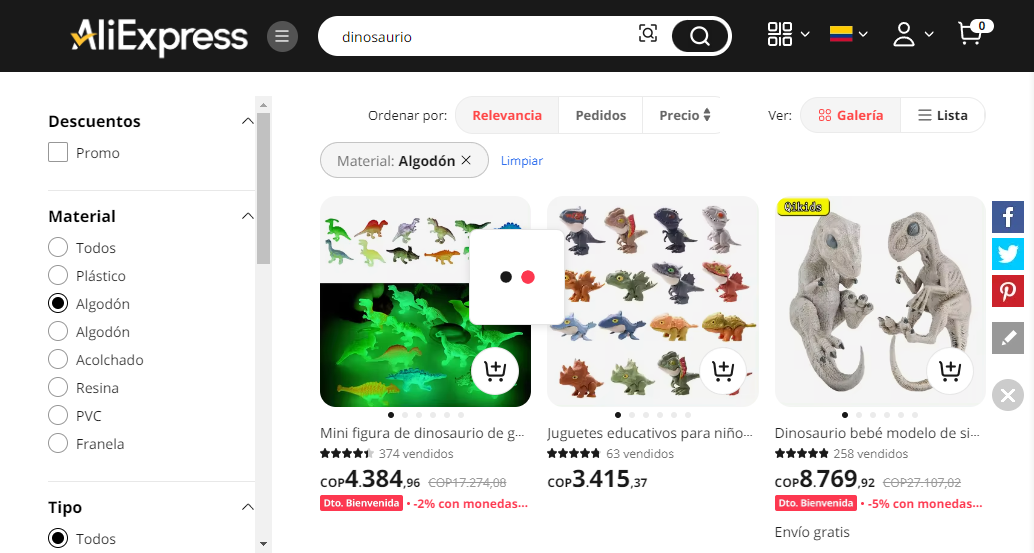 AliExpress
dinosaurio
0
Descuentos
Promo
Material
Todos
Plástico
Algodón
Algodón
Acolchado
Resina
PVC
Franela
Tipo
Todos
Ordenar por:
Relevancia
Pedidos
Precio
Ver:
Galería
Lista
Material: Algodón
Limpiar
Mini figura de dinosaurio de g...
374 vendidos
COP4.384,96 COP17.274,08
Dto. Bienvenida • -2% con monedas...
Juguetes educativos para niño...
63 vendidos
COP3.415,37
Qikids
Dinosaurio bebé modelo de si...
258 vendidos
COP8.769,92 COP27.107,02
Dto. Bienvenida • -5% con monedas...
Envío gratis